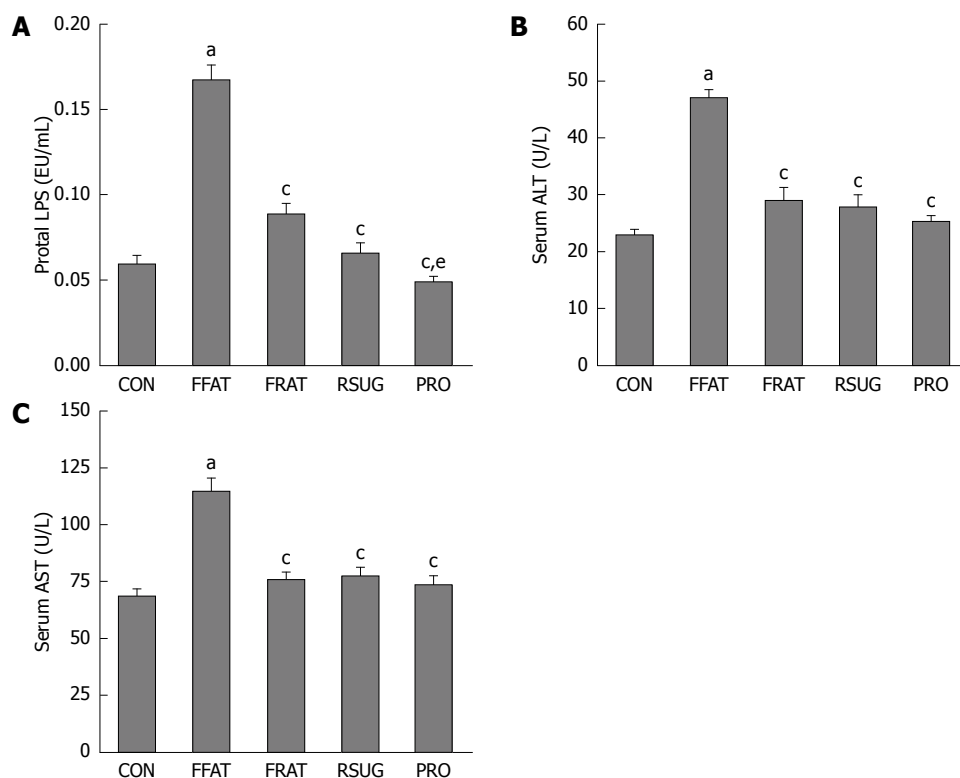 A
Protal LPS (EU/mL)
0.20
0.15
0.10
0.05
0.00
a
c
c
c,e
CON FFAT FRAT RSUG PRO
B
Serum ALT (U/L)
60
50
40
30
20
10
0
a
c
c
c
CON FFAT FRAT RSUG PRO
C
Serum AST (U/L)
150
125
100
75
50
25
0
a
c
c
c
CON FFAT FRAT RSUG PRO